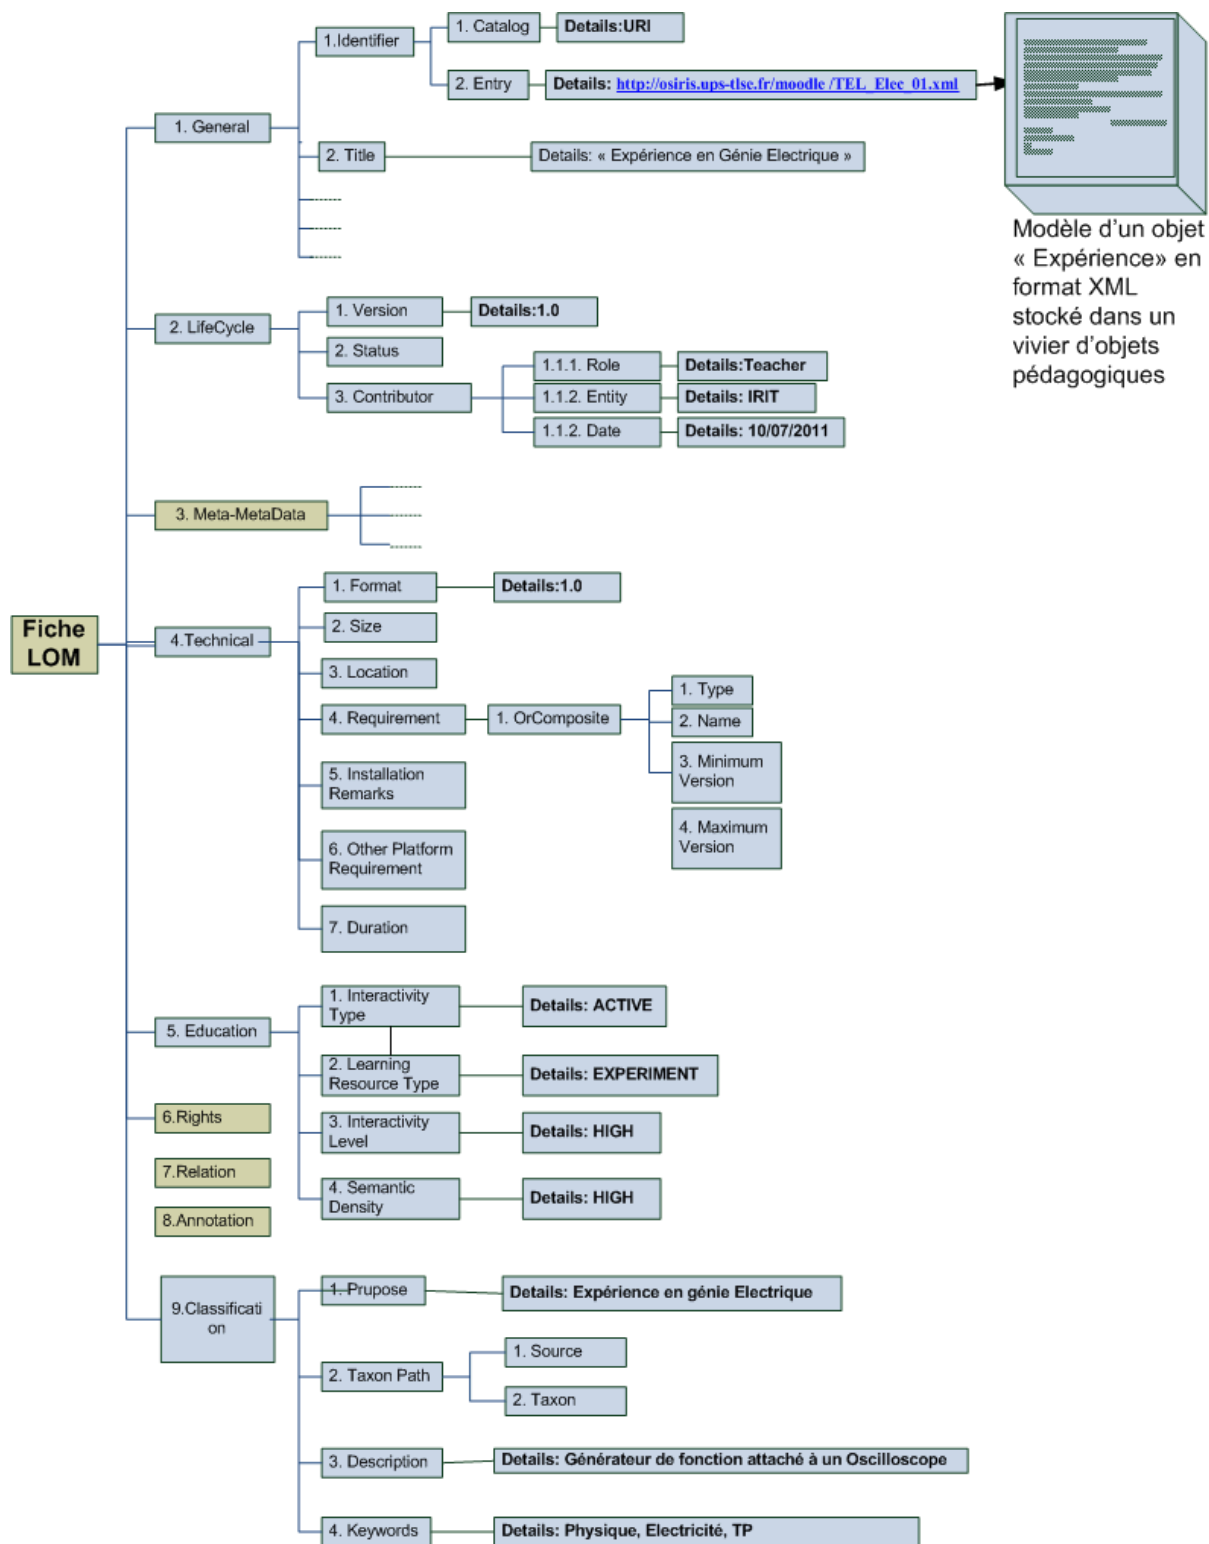 1.Identifier
1. Catalog
Details:URI
2. Entry
Details: http://osiris.ups-tlse.fr/moodle /TEL_Elec_01.xml
1. General
2. Title
Details: « Expérience en Génie Electrique »
Modèle d'un objet
« Expérience» en
format XML
stocké dans un
vivier d'objets
pédagogiques
2. LifeCycle
1. Version
Details:1.0
2. Status
3. Contributor
1.1.1. Role
Details:Teacher
1.1.2. Entity
Details: IRIT
1.1.2. Date
Details: 10/07/2011
3. Meta-MetaData
Fiche
LOM
4.Technical
1. Format
Details:1.0
2. Size
3. Location
4. Requirement
1. OrComposite
1. Type
2. Name
3. Minimum
Version
4. Maximum
Version
5. Installation
Remarks
6. Other Platform
Requirement
7. Duration
5. Education
1. Interactivity
Type
Details: ACTIVE
2. Learning
Resource Type
Details: EXPERIMENT
3. Interactivity
Level
Details: HIGH
4. Semantic
Density
Details: HIGH
6.Rights
7.Relation
8.Annotation
9.Classificati
on
1. Prupose
Details: Expérience en génie Electrique
2. Taxon Path
1. Source
2. Taxon
3. Description
Details: Générateur de fonction attaché à un Oscilloscope
4. Keywords
Details: Physique, Electricité, TP